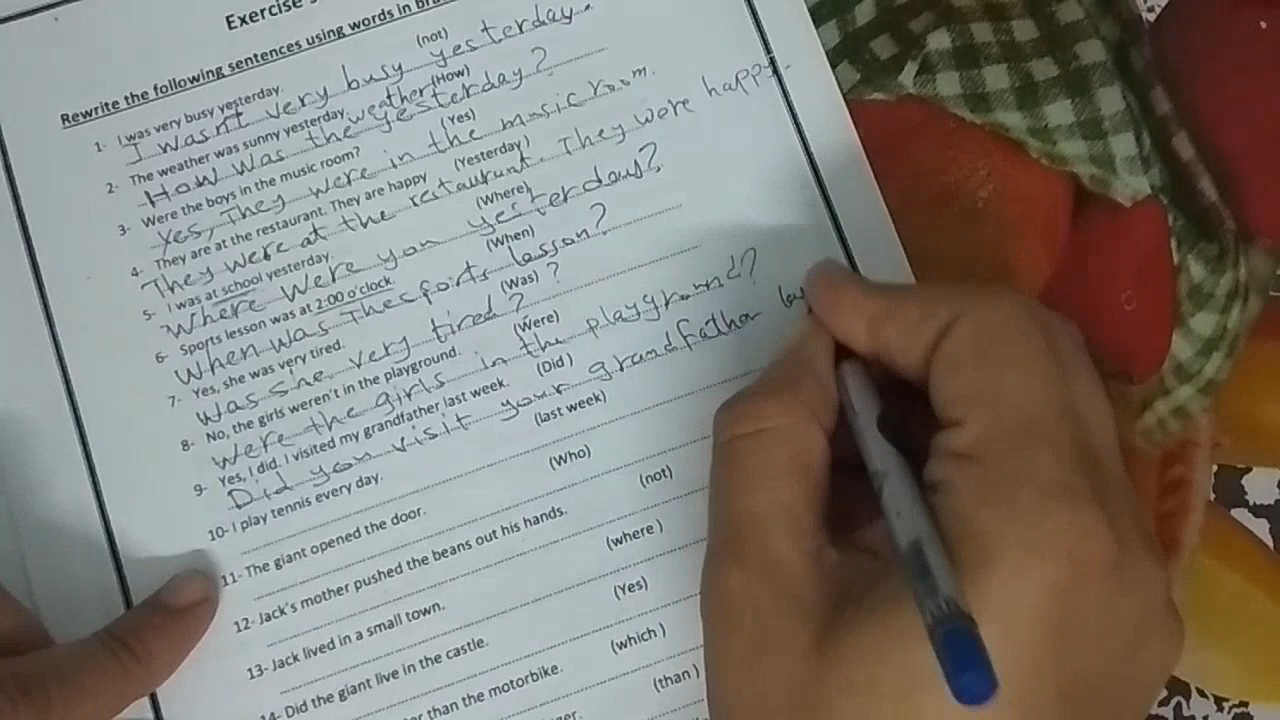 Exercise
Rewrite the following sentences using words in
1- I was very busy yesterday. (not)
I wasn't very busy yesterday.
2- The weather was sunny yesterday. (How)
How was the weather yesterday?
3- Were the boys in the music room? (Yes)
Yes, They were in the music room.
4- They are at the restaurant. They are happy (Yesterday)
They were at the restaurant. They were happy.
5- I was at school yesterday. (Where)
Where were you yesterday?
6- Sports lesson was at 2:00 o'clock. (When)
When was The sports lesson?
7- Yes, she was very tired. (Was) ?
Was she very tired?
8- No, the girls weren't in the playground. (Were)
Were the girls in the playground?
9- Yes, I did. I visited my grandfather last week. (Did)
Did you visit your grandfather
10- I play tennis every day. (last week)
11- The giant opened the door. (Who)
12- Jack's mother pushed the beans out his hands. (not)
13- Jack lived in a small town. (where)
14- Did the giant live in the castle. (Yes)
than the motorbike. (which)
(than)